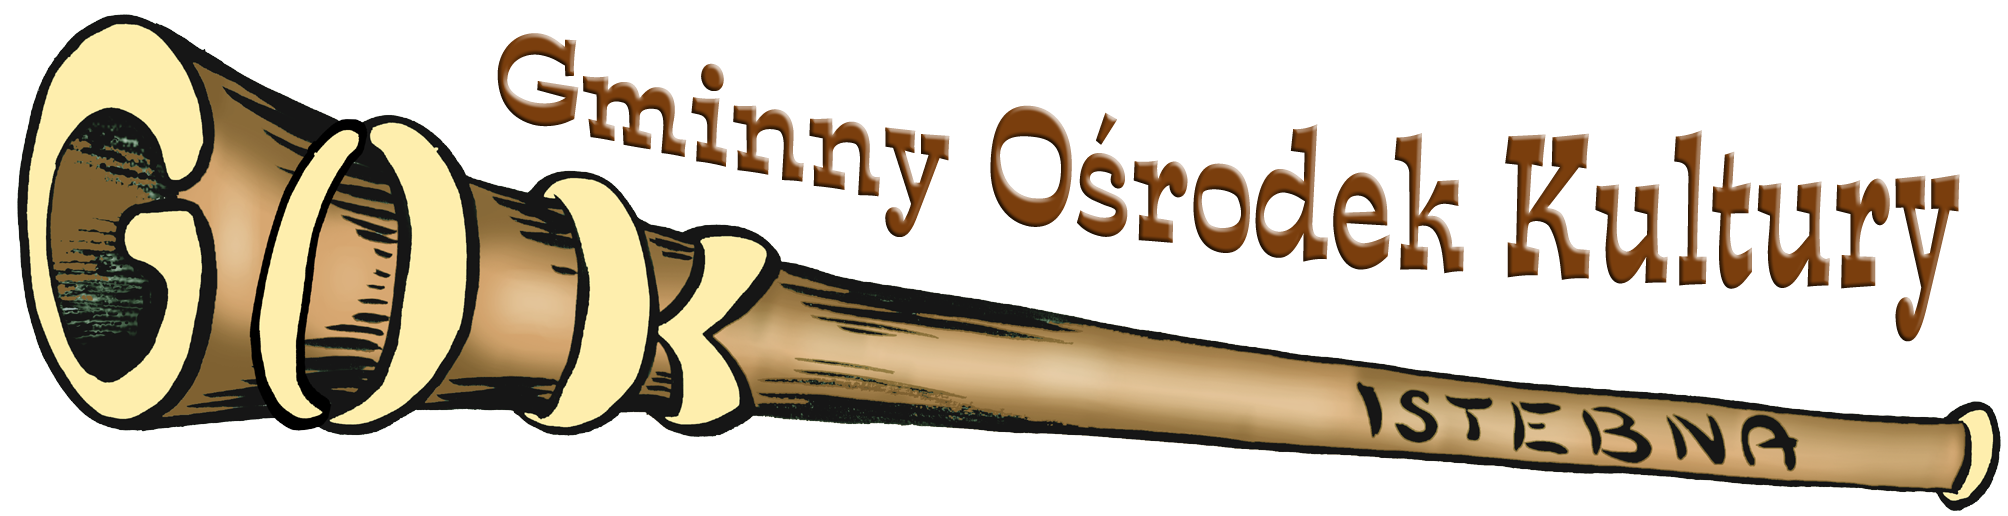 GOK
Gminny Ośrodek Kultury
ISTEBNA